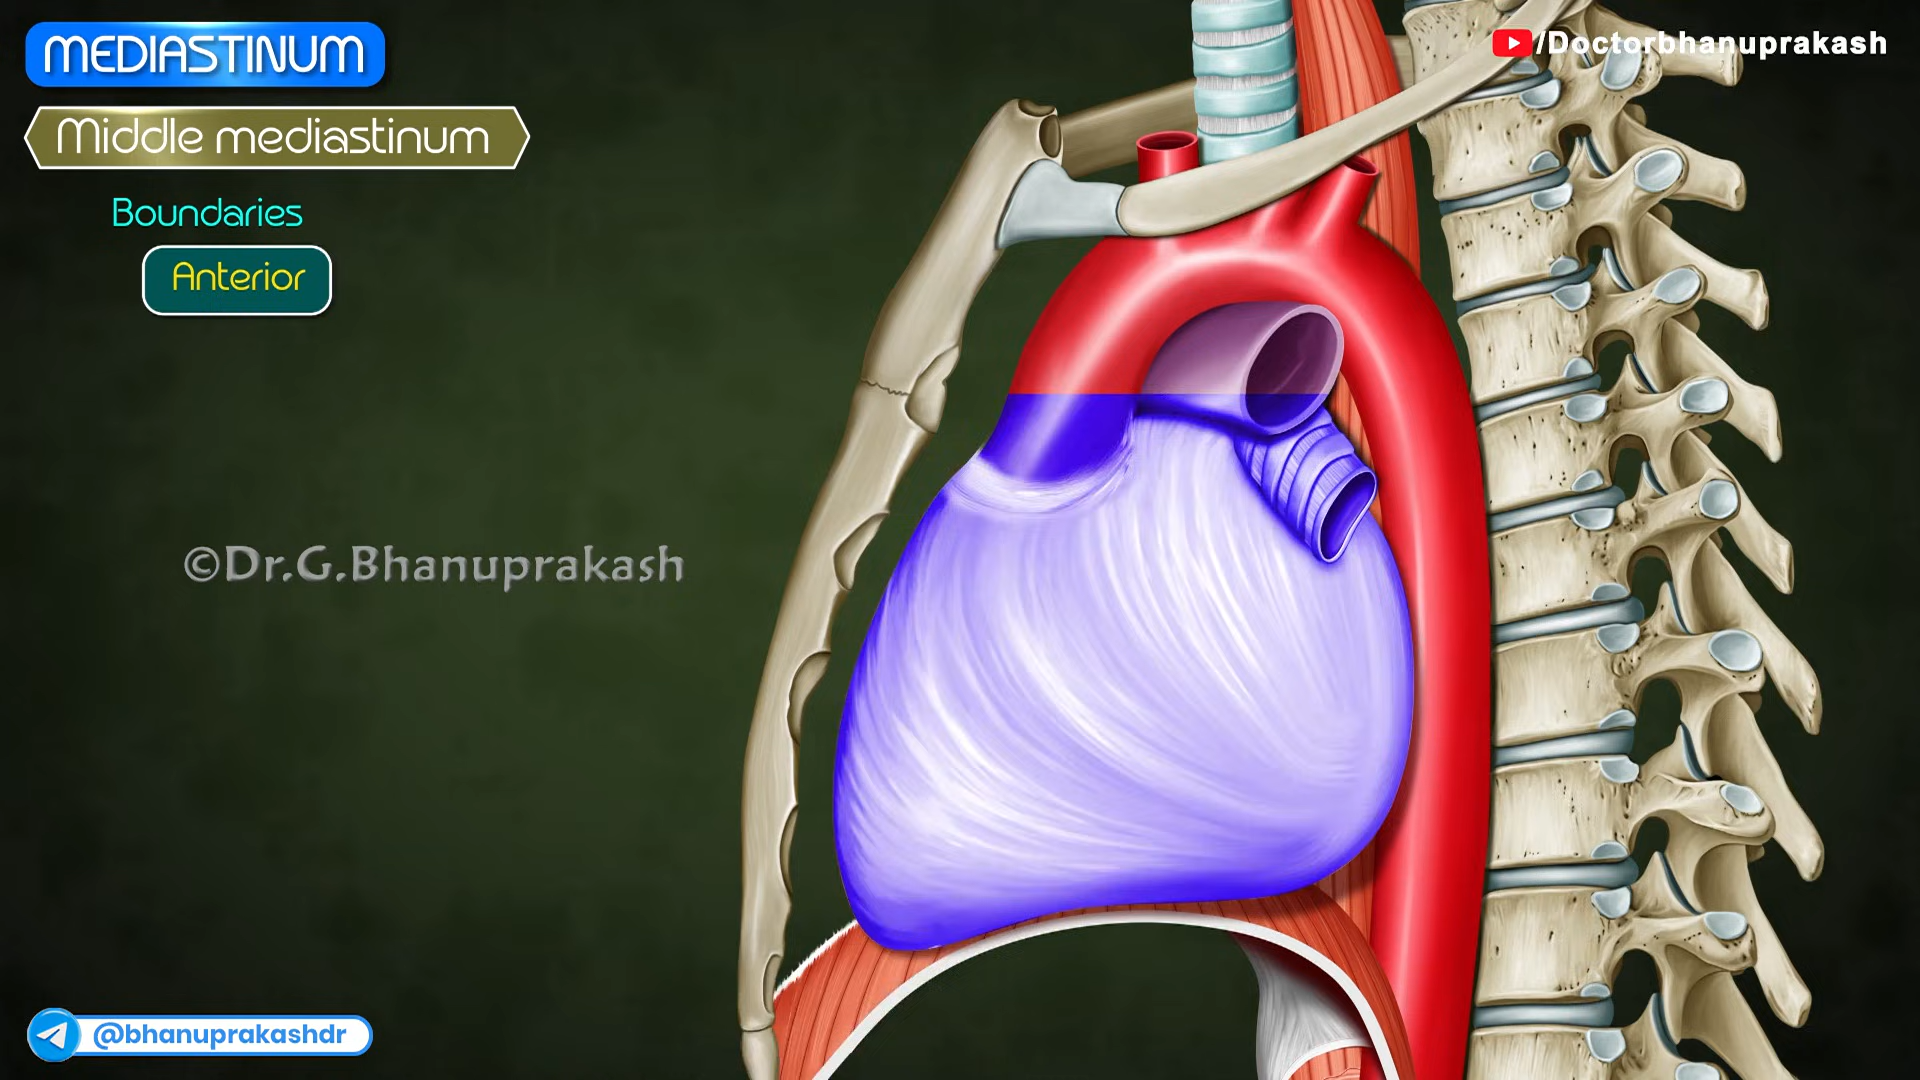 MEDIASTINUM
/Doctorbhanuprakash
Middle mediastinum
Boundaries
Anterior
©Dr.G.Bhanuprakash
@bhanuprakashdr